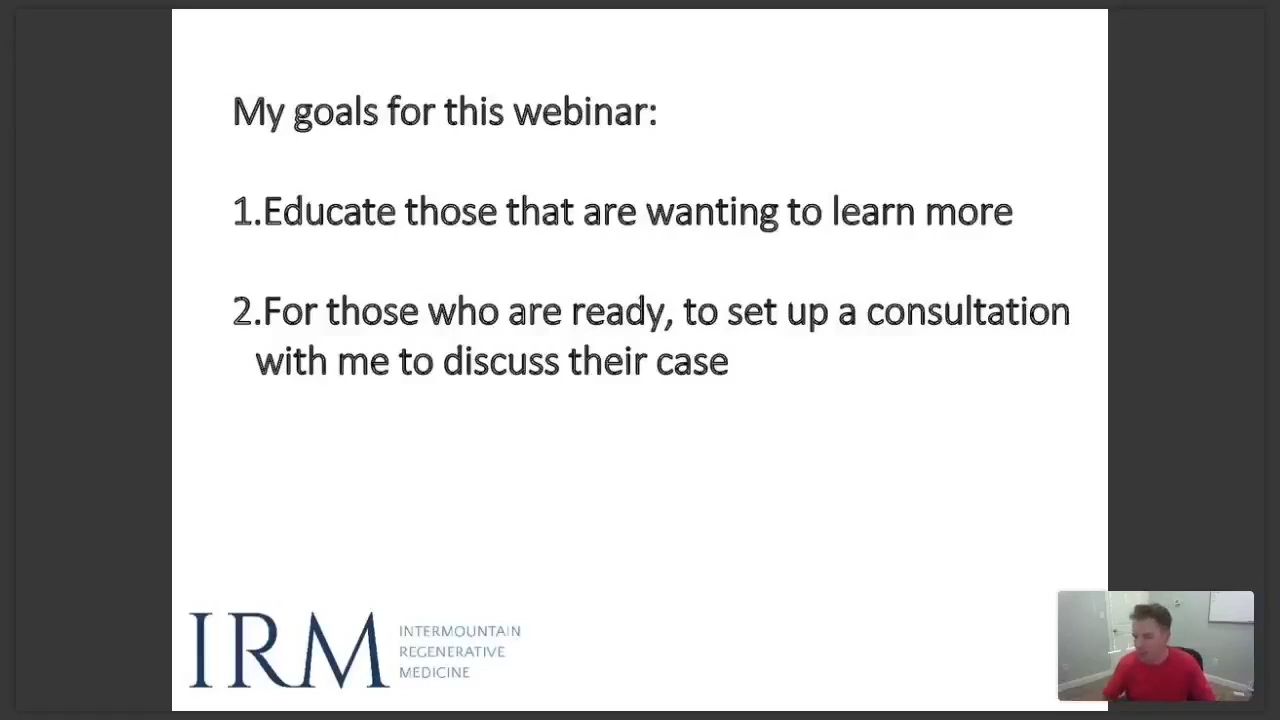 My goals for this webinar:
1.Educate those that are wanting to learn more
2.For those who are ready, to set up a consultation
with me to discuss their case
IRM
INTERMOUNTAIN
REGENERATIVE
MEDICINE